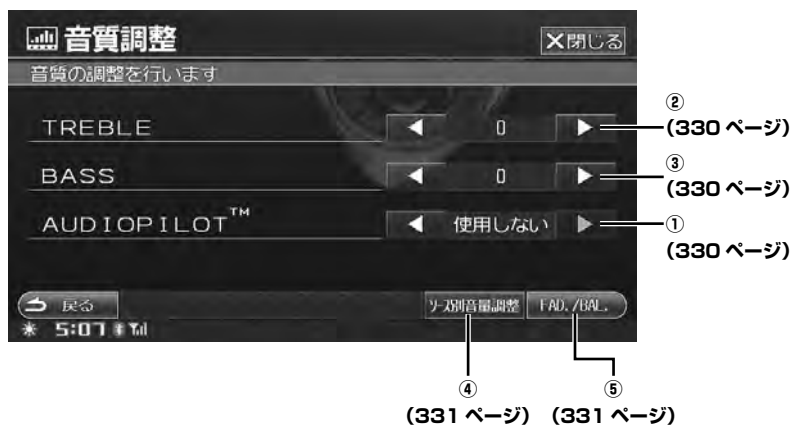 音質調整
×閉じる
音質の調整を行います
TREBLE
0
②
(330 ページ)
BASS
0
③
(330 ページ)
AUDIOPILOT™
使用しない
①
(330 ページ)
戻る
ソース別音量調整
FAD./BAL.
5:07
④
(331 ページ)
⑤
(331 ページ)